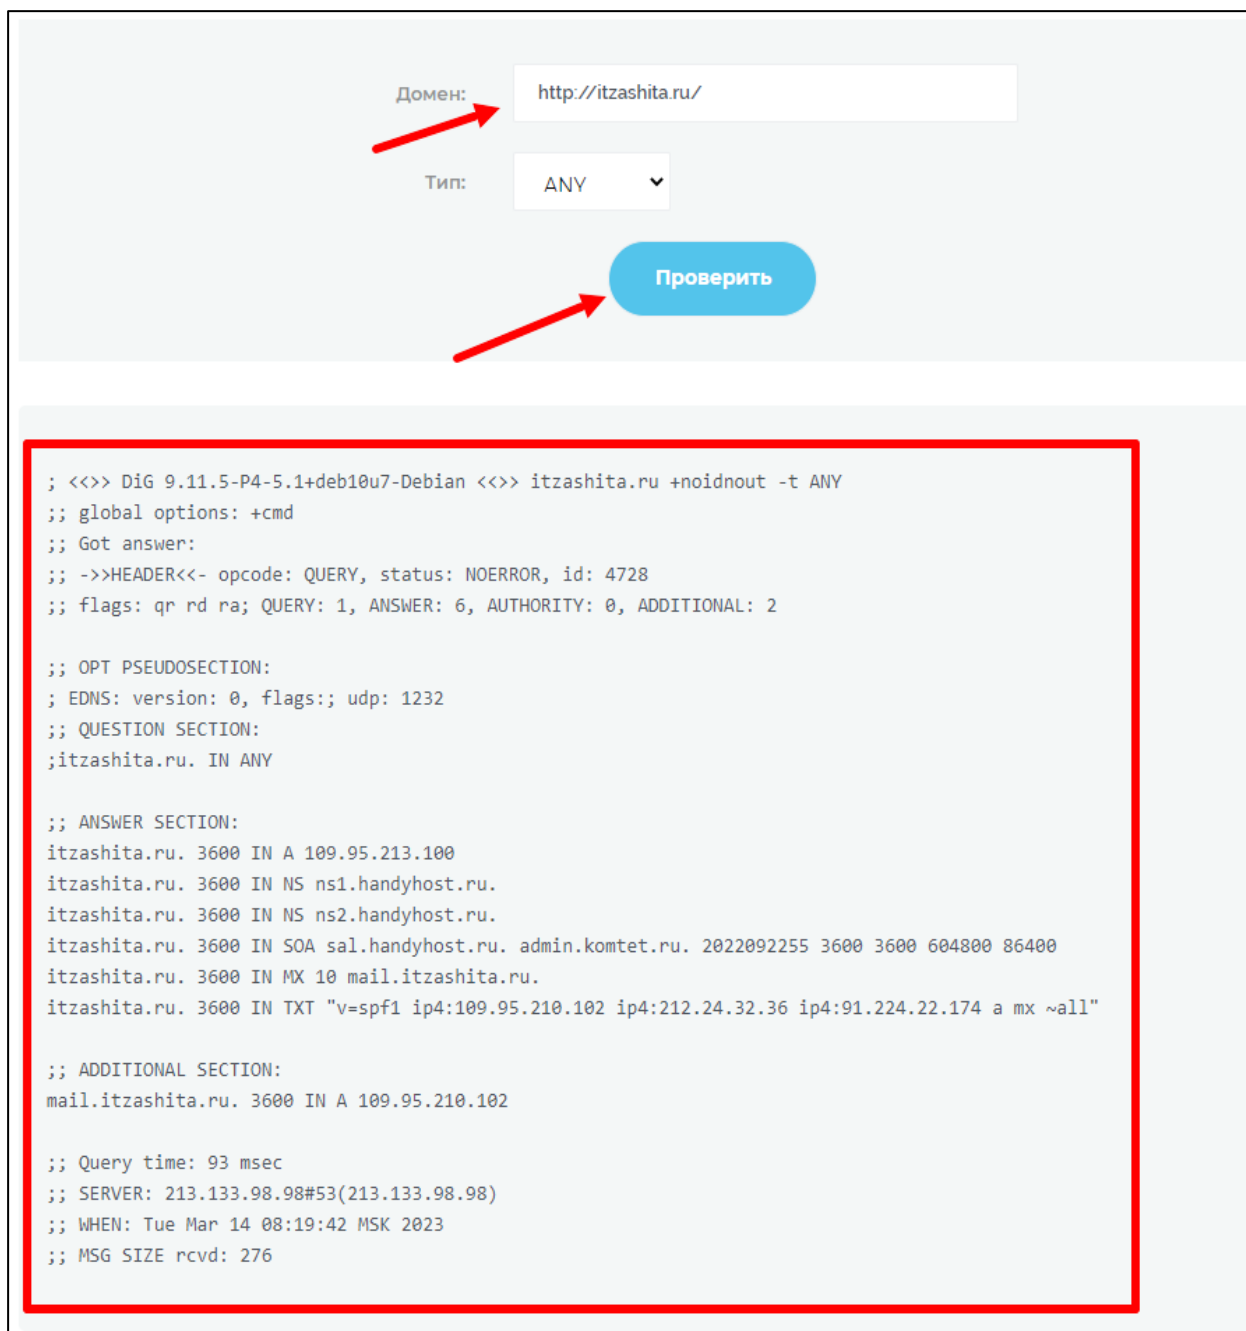 Домен: http://itzashita.ru/
Тип: ANY
Проверить
; <<>> DiG 9.11.5-P4-5.1+deb10u7-Debian <<>> itzashita.ru +noidnout -t ANY
;; global options: +cmd
;; Got answer:
;; ->>HEADER<<- opcode: QUERY, status: NOERROR, id: 4728
;; flags: qr rd ra; QUERY: 1, ANSWER: 6, AUTHORITY: 0, ADDITIONAL: 2
;; OPT PSEUDOSECTION:
; EDNS: version: 0, flags:; udp: 1232
;; QUESTION SECTION:
;itzashita.ru. IN ANY
;; ANSWER SECTION:
itzashita.ru. 3600 IN A 109.95.213.100
itzashita.ru. 3600 IN NS ns1.handyhost.ru.
itzashita.ru. 3600 IN NS ns2.handyhost.ru.
itzashita.ru. 3600 IN SOA sal.handyhost.ru. admin.komtet.ru. 2022092255 3600 3600 604800 86400
itzashita.ru. 3600 IN MX 10 mail.itzashita.ru.
itzashita.ru. 3600 IN TXT "v=spf1 ip4:109.95.210.102 ip4:212.24.32.36 ip4:91.224.22.174 a mx ~all"
;; ADDITIONAL SECTION:
mail.itzashita.ru. 3600 IN A 109.95.210.102
;; Query time: 93 msec
;; SERVER: 213.133.98.98#53(213.133.98.98)
;; WHEN: Tue Mar 14 08:19:42 MSK 2023
;; MSG SIZE rcvd: 276